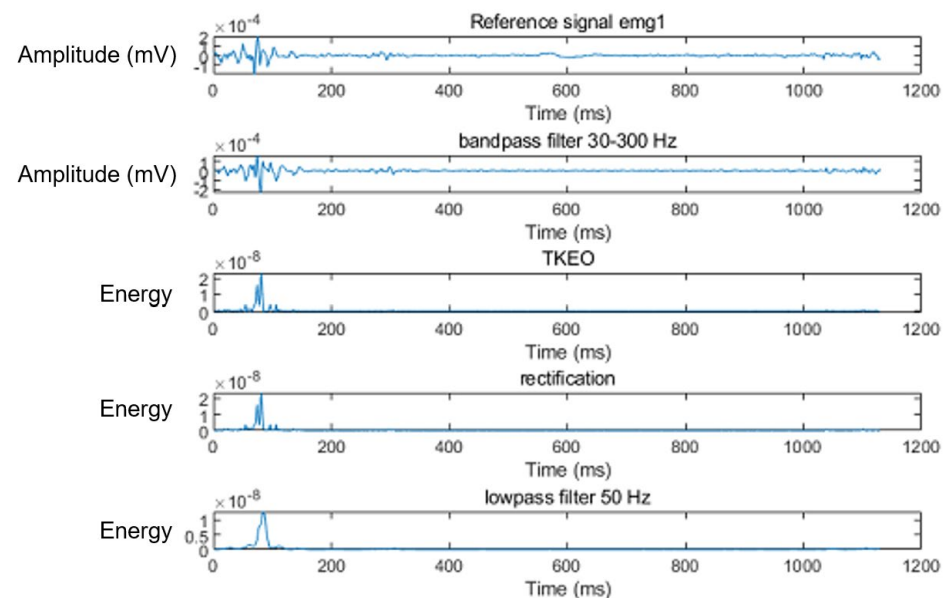 Reference signal emg1
×10⁻⁴
Amplitude (mV)
2
0
-1
0 200 400 600 800 1000 1200
Time (ms)
bandpass filter 30-300 Hz
×10⁻⁴
Amplitude (mV)
1
0
-2
0 200 400 600 800 1000 1200
Time (ms)
TKEO
×10⁻⁸
Energy
2
1
0
0 200 400 600 800 1000 1200
Time (ms)
rectification
×10⁻⁸
Energy
2
1
0
0 200 400 600 800 1000 1200
Time (ms)
lowpass filter 50 Hz
×10⁻⁸
Energy
1
0.5
0
0 200 400 600 800 1000 1200
Time (ms)